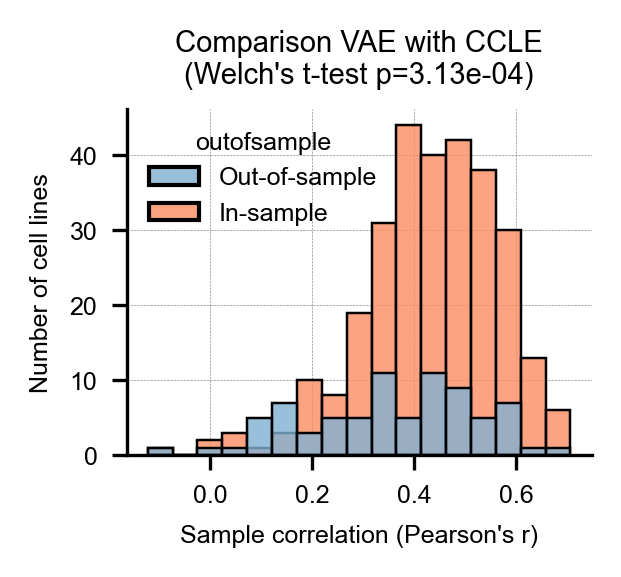 Comparison VAE with CCLE
(Welch's t-test p=3.13e-04)
outofsample
Out-of-sample
In-sample
Number of cell lines
40
30
20
10
0
0.0 0.2 0.4 0.6
Sample correlation (Pearson's r)